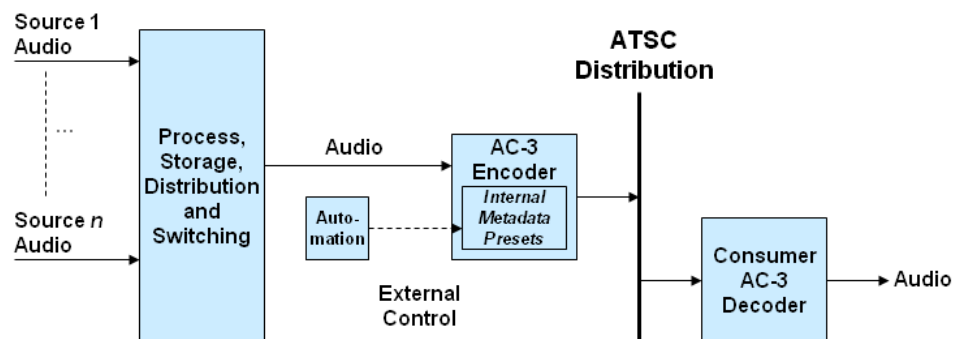 Source 1
Audio
...
Source n
Audio
Process,
Storage,
Distribution
and
Switching
Audio
Auto-
mation
External
Control
AC-3
Encoder
Internal
Metadata
Presets
ATSC
Distribution
Consumer
AC-3
Decoder
Audio